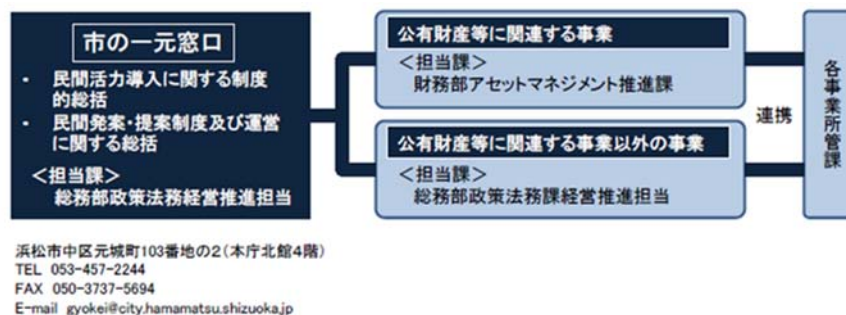 市の一元窓口
・ 民間活力導入に関する制度
的総括
・ 民間発案・提案制度及び運営
に関する総括
＜担当課＞
総務部政策法務経営推進担当
公有財産等に関連する事業
＜担当課＞
財務部アセットマネジメント推進課
公有財産等に関連する事業以外の事業
＜担当課＞
総務部政策法務課経営推進担当
連携
各事業所管課
浜松市中区元城町103番地の2(本庁北館4階)
TEL 053-457-2244
FAX 050-3737-5694
E-mail gyokei@city.hamamatsu.shizuoka.jp